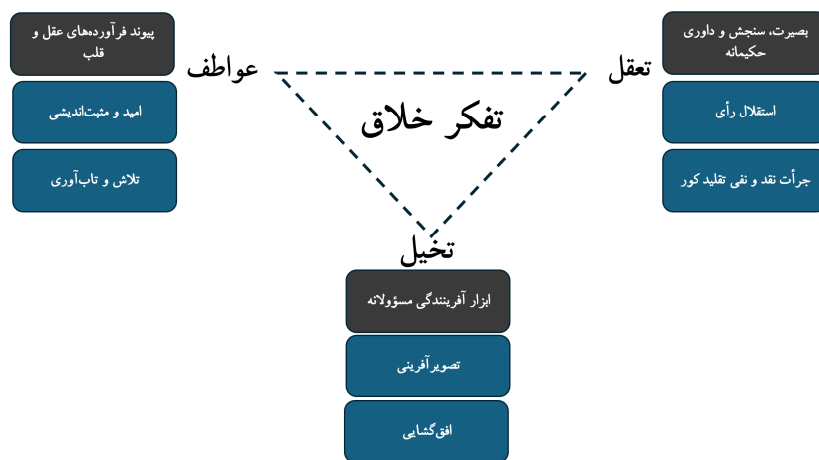 بصیرت، سنجش و داوری
حکیمانه
استقلال رأی
جرأت نقد و نفی تقلید کور
تعقل
عواطف
پیوند فرآورده‌های عقل و
قلب
امید و مثبت‌اندیشی
تلاش و تاب‌آوری
تفکر خلاق
تخیل
ابزار آفرینندگی مسؤولانه
تصویرآفرینی
افق‌گشایی